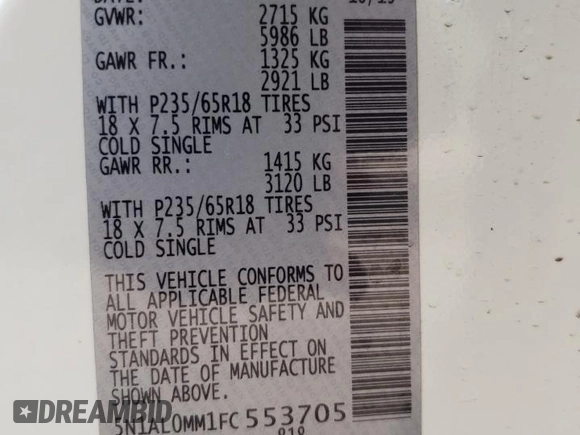 GVWR: 2715 KG
5986 LB
GAWR FR.: 1325 KG
2921 LB
WITH P235/65R18 TIRES
18 X 7.5 RIMS AT 33 PSI
COLD SINGLE
GAWR RR.: 1415 KG
3120 LB
WITH P235/65R18 TIRES
18 X 7.5 RIMS AT 33 PSI
COLD SINGLE
THIS VEHICLE CONFORMS TO
ALL APPLICABLE FEDERAL
MOTOR VEHICLE SAFETY AND
THEFT PREVENTION
STANDARDS IN EFFECT ON
THE DATE OF MANUFACTURE
SHOWN ABOVE.
5N1AL0MM1FC553705
DREAMBID